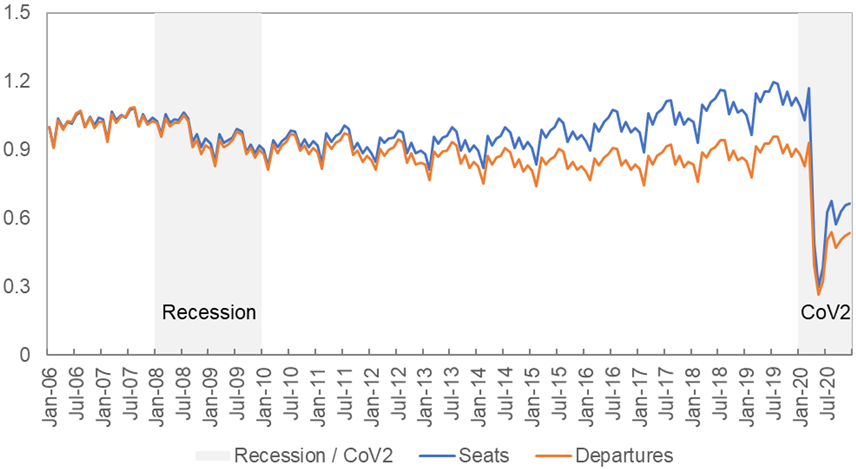 1.5
1.2
0.9
0.6
0.3
0
Recession
CoV2
Jan-06
Jul-06
Jan-07
Jul-07
Jan-08
Jul-08
Jan-09
Jul-09
Jan-10
Jul-10
Jan-11
Jul-11
Jan-12
Jul-12
Jan-13
Jul-13
Jan-14
Jul-14
Jan-15
Jul-15
Jan-16
Jul-16
Jan-17
Jul-17
Jan-18
Jul-18
Jan-19
Jul-19
Jan-20
Jul-20
Recession / CoV2 Seats Departures